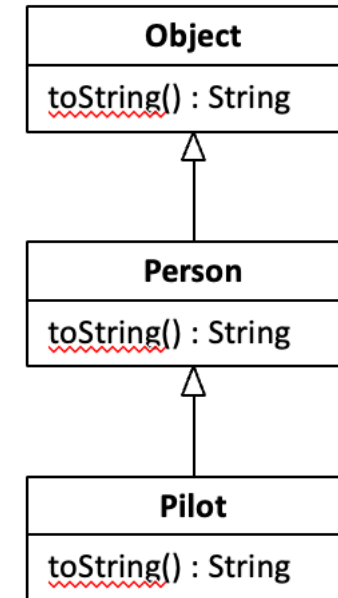 Object
toString() : String
Person
toString() : String
Pilot
toString() : String